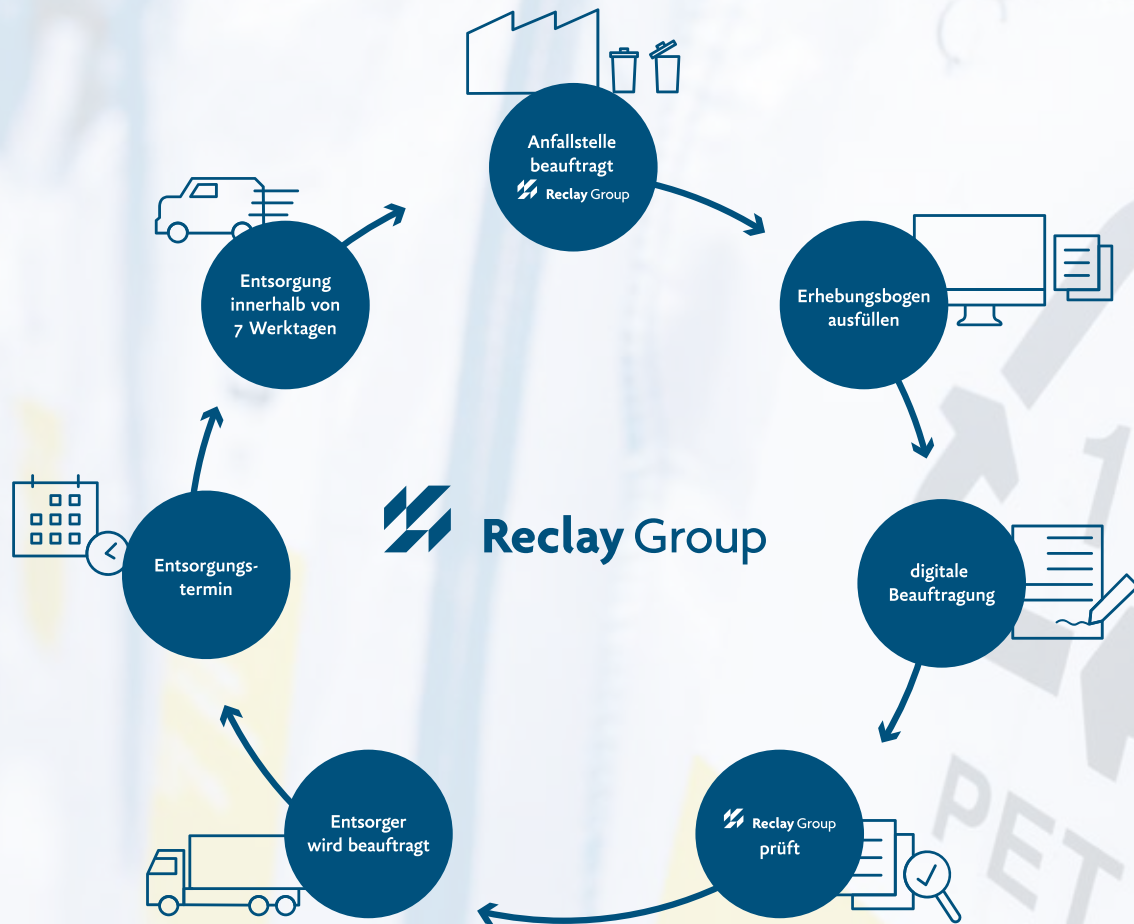 Anfallstelle
beauftragt
Reclay Group
Erhebungsbogen
ausfüllen
digitale
Beauftragung
Reclay Group
prüft
Entsorger
wird beauftragt
Entsorgungs-
termin
Entsorgung
innerhalb von
7 Werktagen
Reclay Group
1
PET